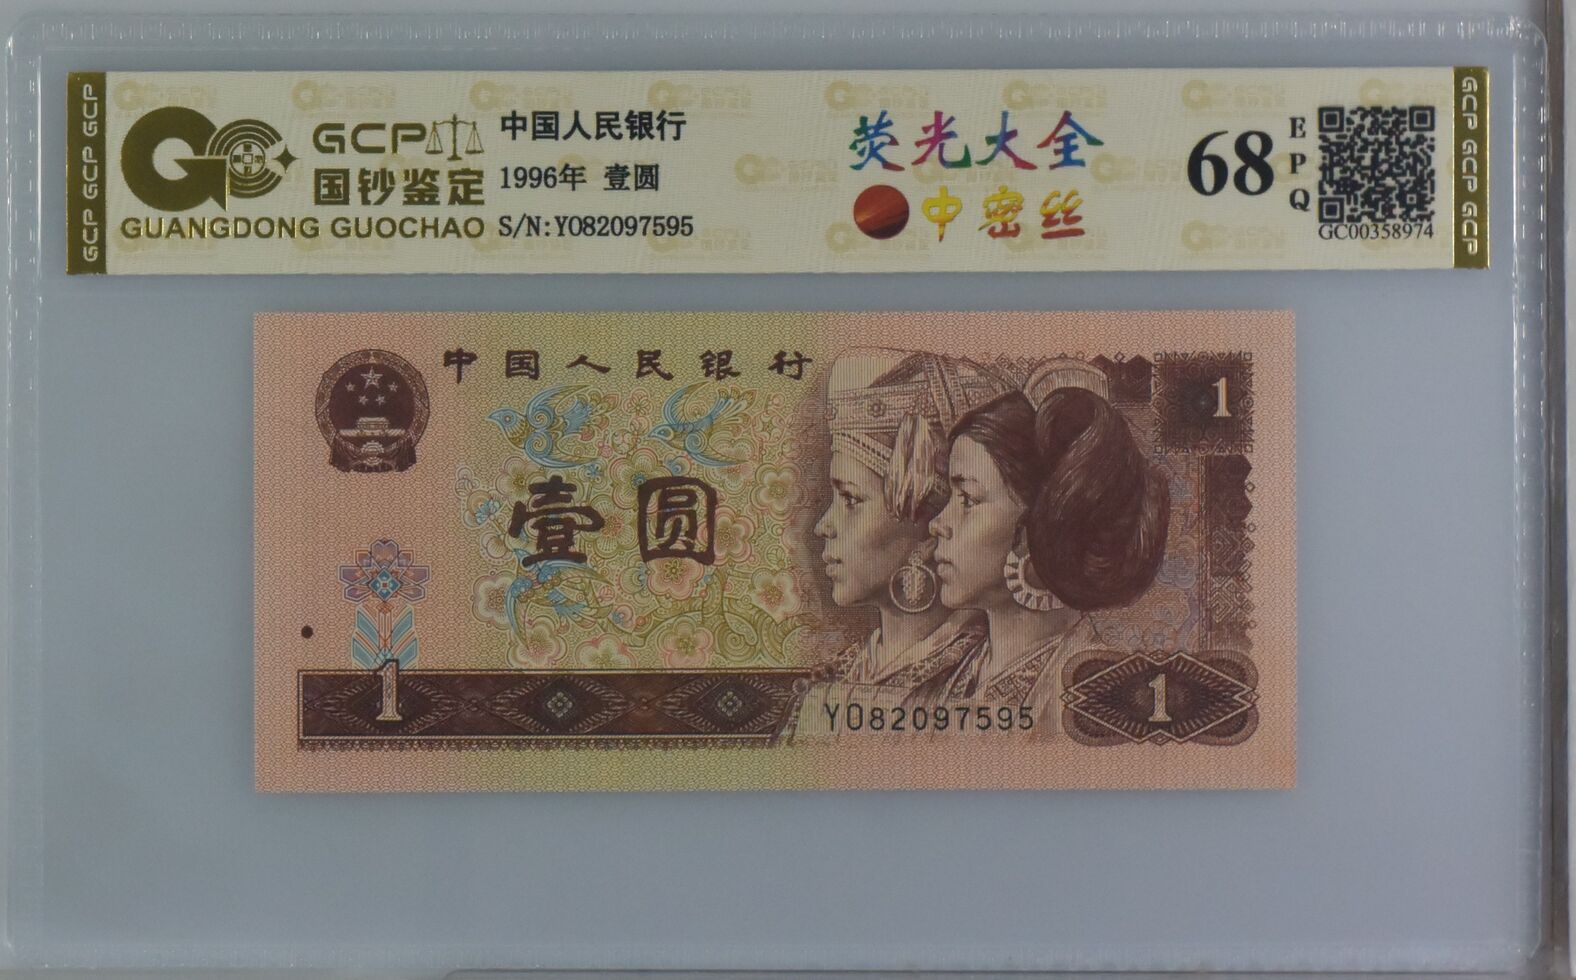 GCP GCP GCP
GCP
国钞鉴定
GUANGDONG GUOCHAO
中国人民银行
1996年 壹圆
S/N:Y082097595
荧光大全
中密丝
68
EPQ
GC00358974
GCP GCP GCP
中国人民银行
1
壹圆
1
Y082097595
1